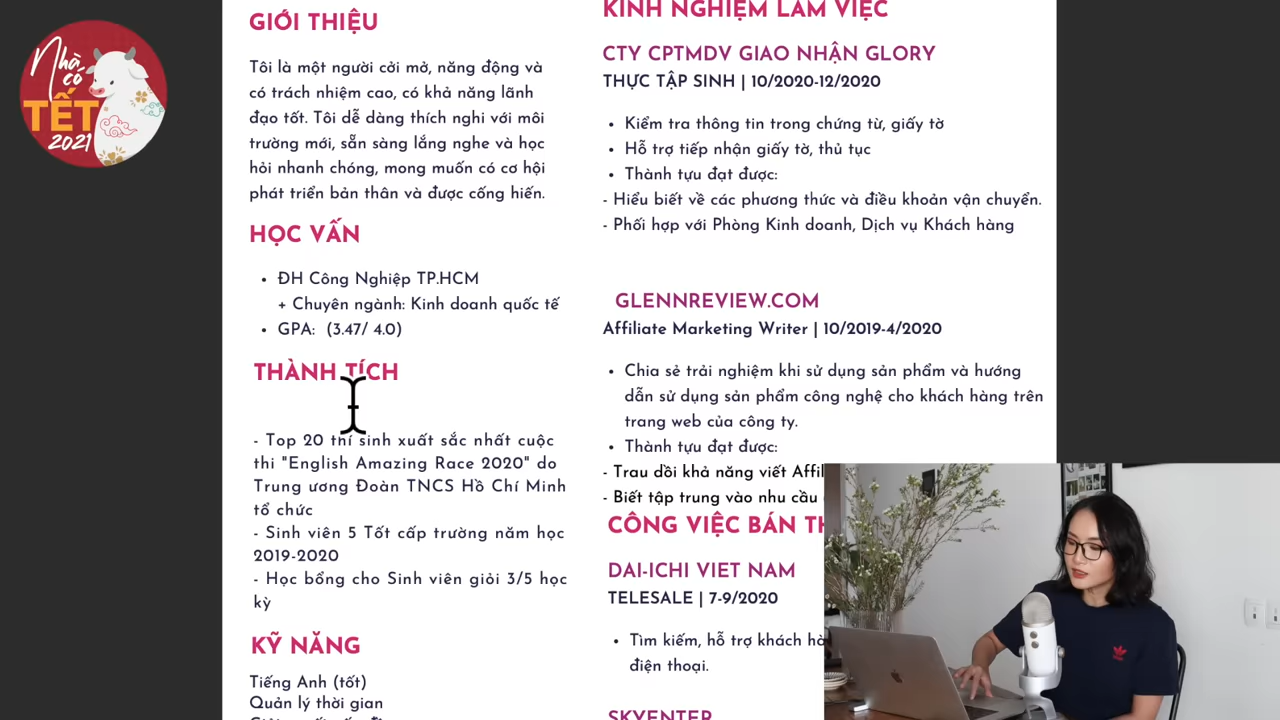 Nhà
có
TẾT
2021
GIỚI THIỆU
Tôi là một người cởi mở, năng động và
có trách nhiệm cao, có khả năng lãnh
đạo tốt. Tôi dễ dàng thích nghi với môi
trường mới, sẵn sàng lắng nghe và học
hỏi nhanh chóng, mong muốn có cơ hội
phát triển bản thân và được cống hiến.
HỌC VẤN
• ĐH Công Nghiệp TP.HCM
+ Chuyên ngành: Kinh doanh quốc tế
• GPA: (3.47/ 4.0)
THÀNH TÍCH
- Top 20 thí sinh xuất sắc nhất cuộc
thi "English Amazing Race 2020" do
Trung ương Đoàn TNCS Hồ Chí Minh
tổ chức
- Sinh viên 5 Tốt cấp trường năm học
2019-2020
- Học bổng cho Sinh viên giỏi 3/5 học
kỳ
KỸ NĂNG
Tiếng Anh (tốt)
Quản lý thời gian
KINH NGHIỆM LÀM VIỆC
CTY CPTMDV GIAO NHẬN GLORY
THỰC TẬP SINH | 10/2020-12/2020
• Kiểm tra thông tin trong chứng từ, giấy tờ
• Hỗ trợ tiếp nhận giấy tờ, thủ tục
• Thành tựu đạt được:
- Hiểu biết về các phương thức và điều khoản vận chuyển.
- Phối hợp với Phòng Kinh doanh, Dịch vụ Khách hàng
GLENNREVIEW.COM
Affiliate Marketing Writer | 10/2019-4/2020
• Chia sẻ trải nghiệm khi sử dụng sản phẩm và hướng
dẫn sử dụng sản phẩm công nghệ cho khách hàng trên
trang web của công ty.
• Thành tựu đạt được:
- Trau dồi khả năng viết Affil
- Biết tập trung vào nhu cầu
CÔNG VIỆC BÁN TH
DAI-ICHI VIET NAM
TELESALE | 7-9/2020
• Tìm kiếm, hỗ trợ khách hà
điện thoại.
SKYENTER